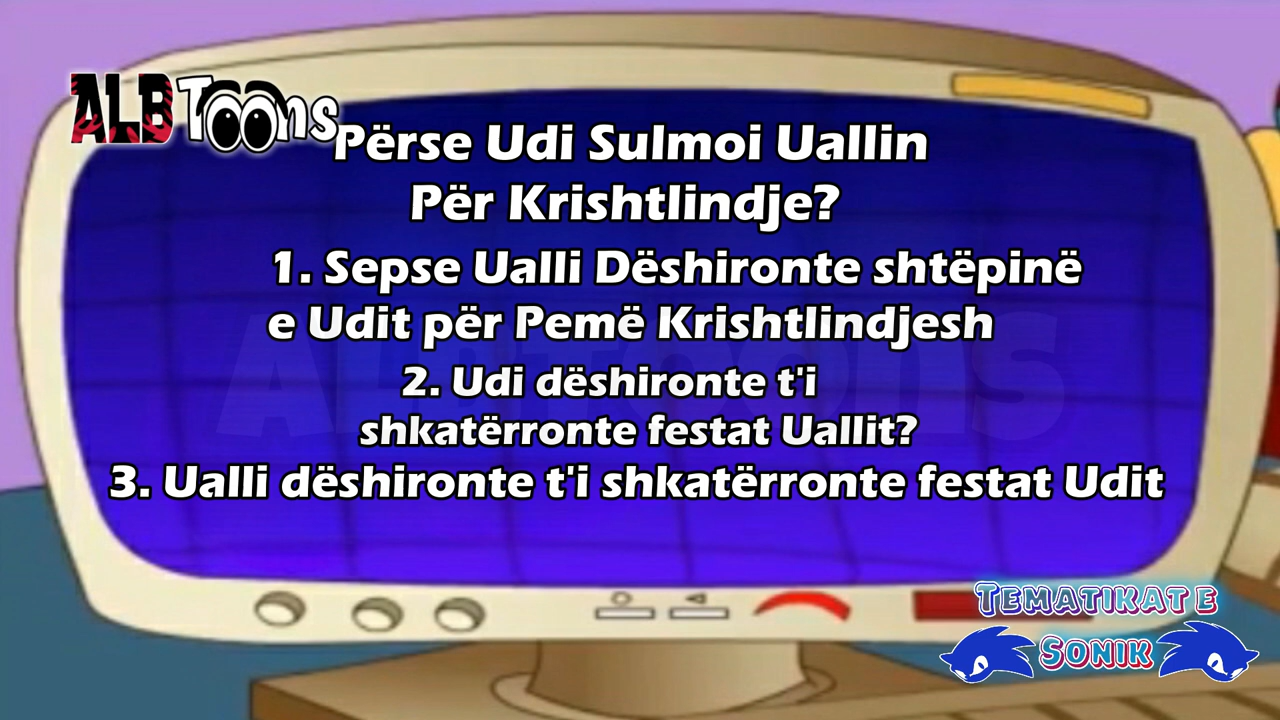 ALBToons
Përse Udi Sulmoi Uallin
Për Krishtlindje?
1. Sepse Ualli Dëshironte shtëpinë
e Udit për Pemë Krishtlindjesh
ALBTOONS
2. Udi dëshironte t'i
shkatërronte festat Uallit?
3. Ualli dëshironte t'i shkatërronte festat Udit
TEMATIKAT E
SONIK